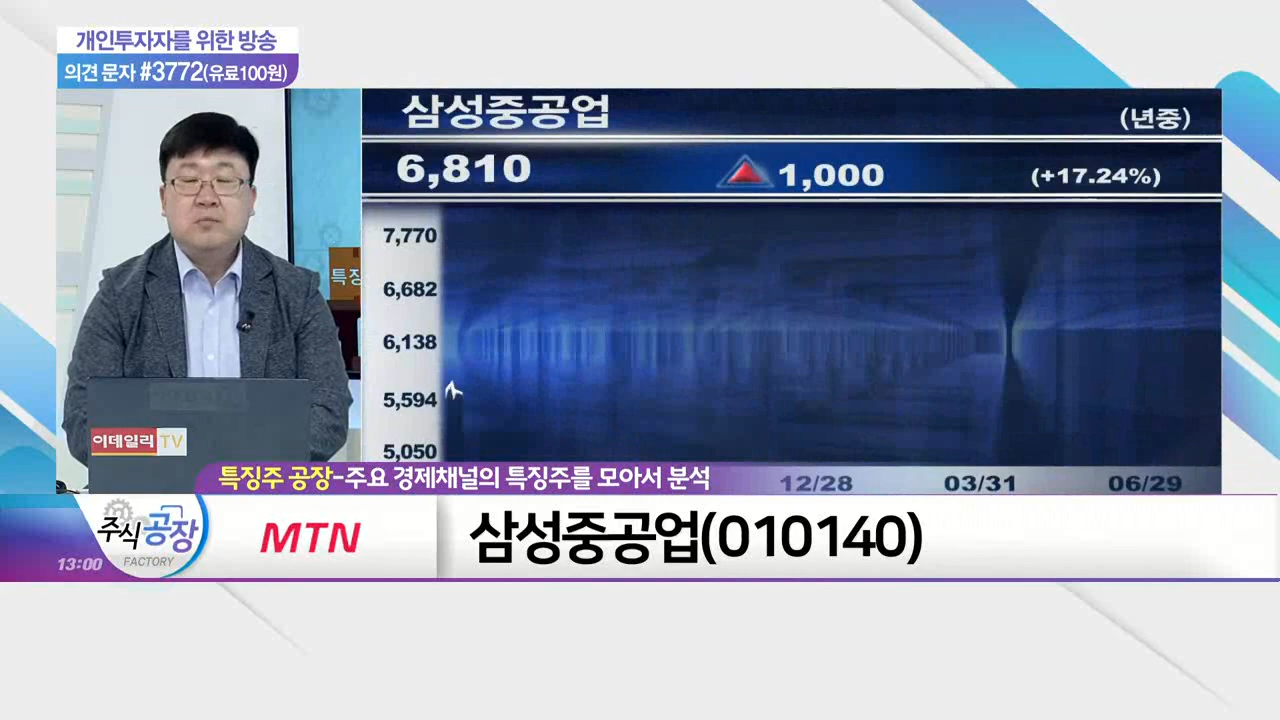 개인투자자를 위한 방송
의견 문자 #3772(유료100원)
삼성중공업
(년중)
6,810
1,000
(+17.24%)
7,770
6,682
6,138
5,594
5,050
특징
이데일리 TV
특징주 공장-주요 경제채널의 특징주를 모아서 분석
12/28
03/31
06/29
주식공장
FACTORY
13:00
MTN
삼성중공업(010140)